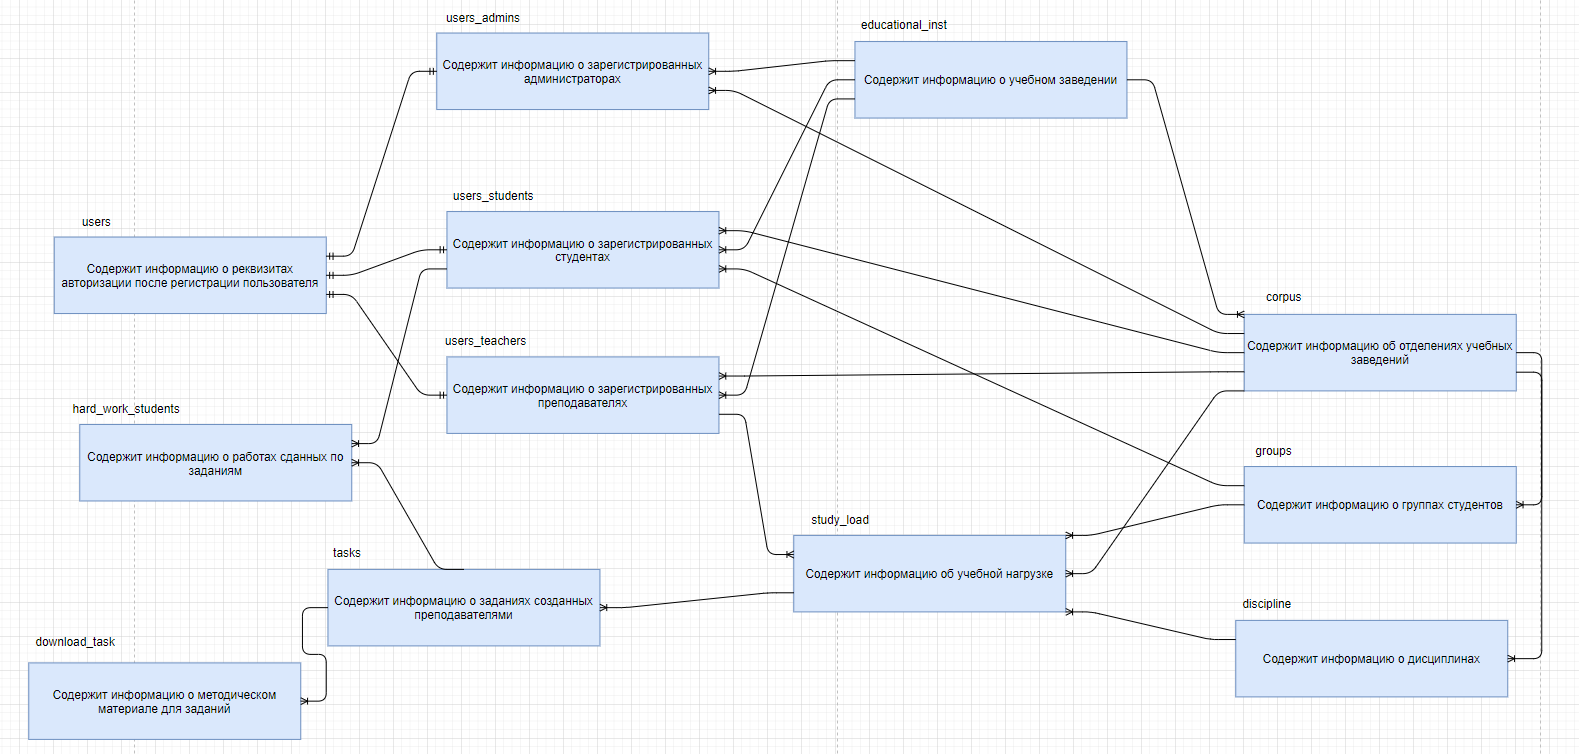 users_admins
Содержит информацию о зарегистрированных
администраторах
educational_inst
Содержит информацию о учебном заведении
users_students
Содержит информацию о зарегистрированных
студентах
users
Содержит информацию о реквизитах
авторизации после регистрации пользователя
corpus
Содержит информацию об отделениях учебных
заведений
users_teachers
Содержит информацию о зарегистрированных
преподавателях
hard_work_students
Содержит информацию о работах сданных по
заданиям
groups
Содержит информацию о группах студентов
study_load
Содержит информацию об учебной нагрузке
tasks
Содержит информацию о заданиях созданных
преподавателями
discipline
Содержит информацию о дисциплинах
download_task
Содержит информацию о методическом
материале для заданий